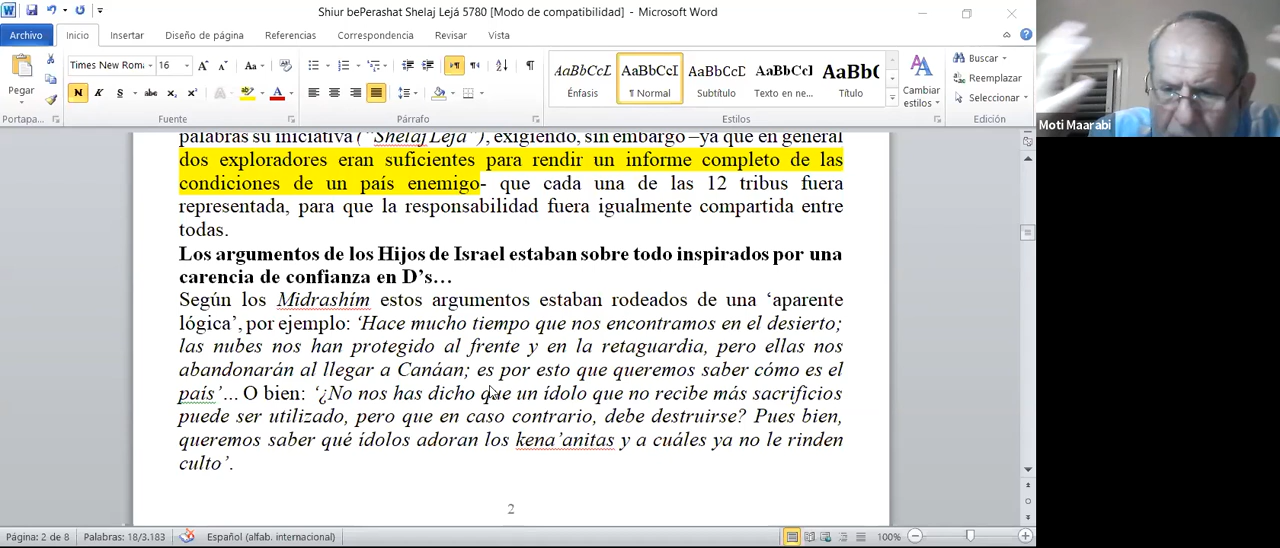 Shiur bePerashat Shelaj Lejá 5780 [Modo de compatibilidad] - Microsoft Word
Archivo Inicio Insertar Diseño de página Referencias Correspondencia Revisar Vista
Times New Roma 16
Pegar
N K S abc x₂ x² Aa A A
AaBbCcL AaBbCcI AaBbCcD AaBbCcI AaBb(
Énfasis ¶ Normal Subtítulo Texto en ne... Título
Cambiar estilos
Buscar
Reemplazar
Seleccionar
Portapa... Fuente Párrafo Estilos Edición
Moti Maarabi
palabras su iniciativa (“Shelaj Lejá”), exigiendo, sin embargo –ya que en general
dos exploradores eran suficientes para rendir un informe completo de las
condiciones de un país enemigo- que cada una de las 12 tribus fuera
representada, para que la responsabilidad fuera igualmente compartida entre
todas.
Los argumentos de los Hijos de Israel estaban sobre todo inspirados por una
carencia de confianza en D’s…
Según los Midrashím estos argumentos estaban rodeados de una ‘aparente
lógica’, por ejemplo: ‘Hace mucho tiempo que nos encontramos en el desierto;
las nubes nos han protegido al frente y en la retaguardia, pero ellas nos
abandonarán al llegar a Canáan; es por esto que queremos saber cómo es el
país’... O bien: ‘¿No nos has dicho que un ídolo que no recibe más sacrificios
puede ser utilizado, pero que en caso contrario, debe destruirse? Pues bien,
queremos saber qué ídolos adoran los kena’anitas y a cuáles ya no le rinden
culto’.
2
Página: 2 de 8 Palabras: 18/3.183 Español (alfab. internacional) 100%